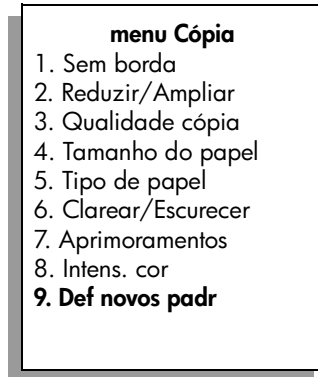 menu Cópia
1. Sem borda
2. Reduzir/Ampliar
3. Qualidade cópia
4. Tamanho do papel
5. Tipo de papel
6. Clarear/Escurecer
7. Aprimoramentos
8. Intens. cor
9. Def novos padr